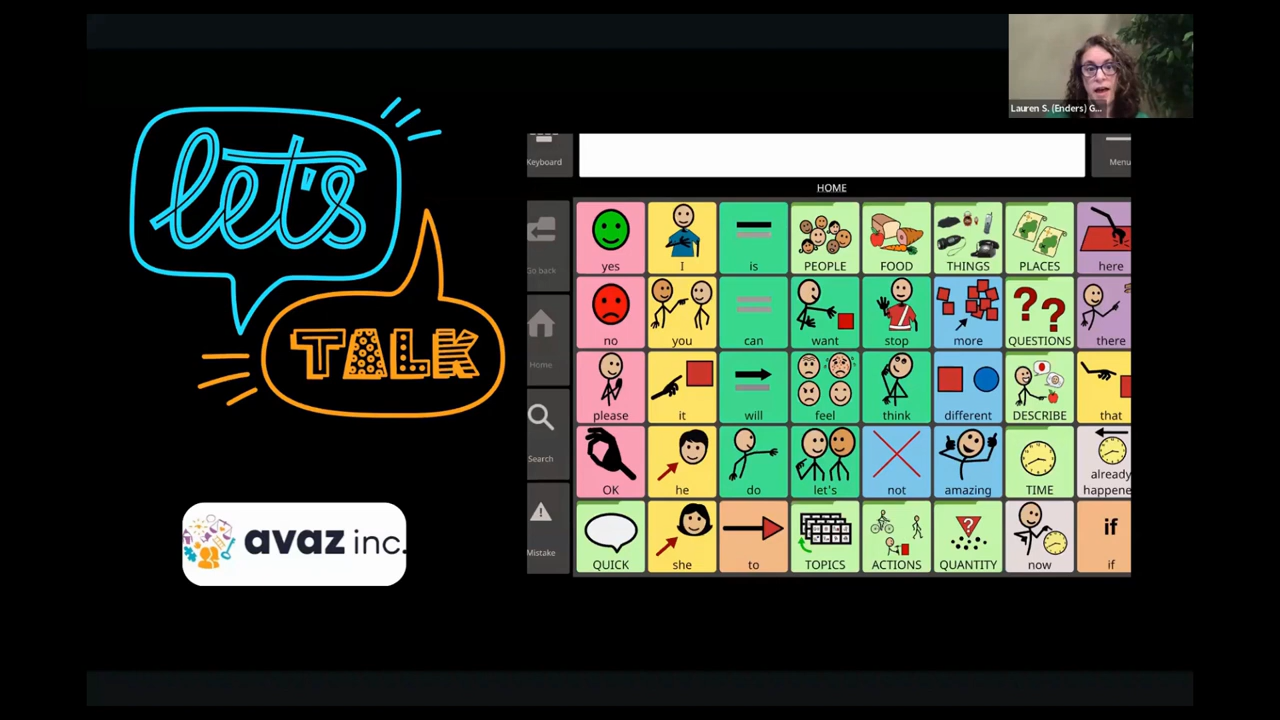 Lauren S. (Enders) G...
let's
TALK
avaz inc.
Keyboard
Menu
HOME
Go back
yes
I
is
PEOPLE
FOOD
THINGS
PLACES
here
Home
no
you
can
want
stop
more
QUESTIONS
there
please
it
will
feel
think
different
DESCRIBE
that
Search
OK
he
do
let's
not
amazing
TIME
already
happene
Mistake
QUICK
she
to
TOPICS
ACTIONS
QUANTITY
now
if
if